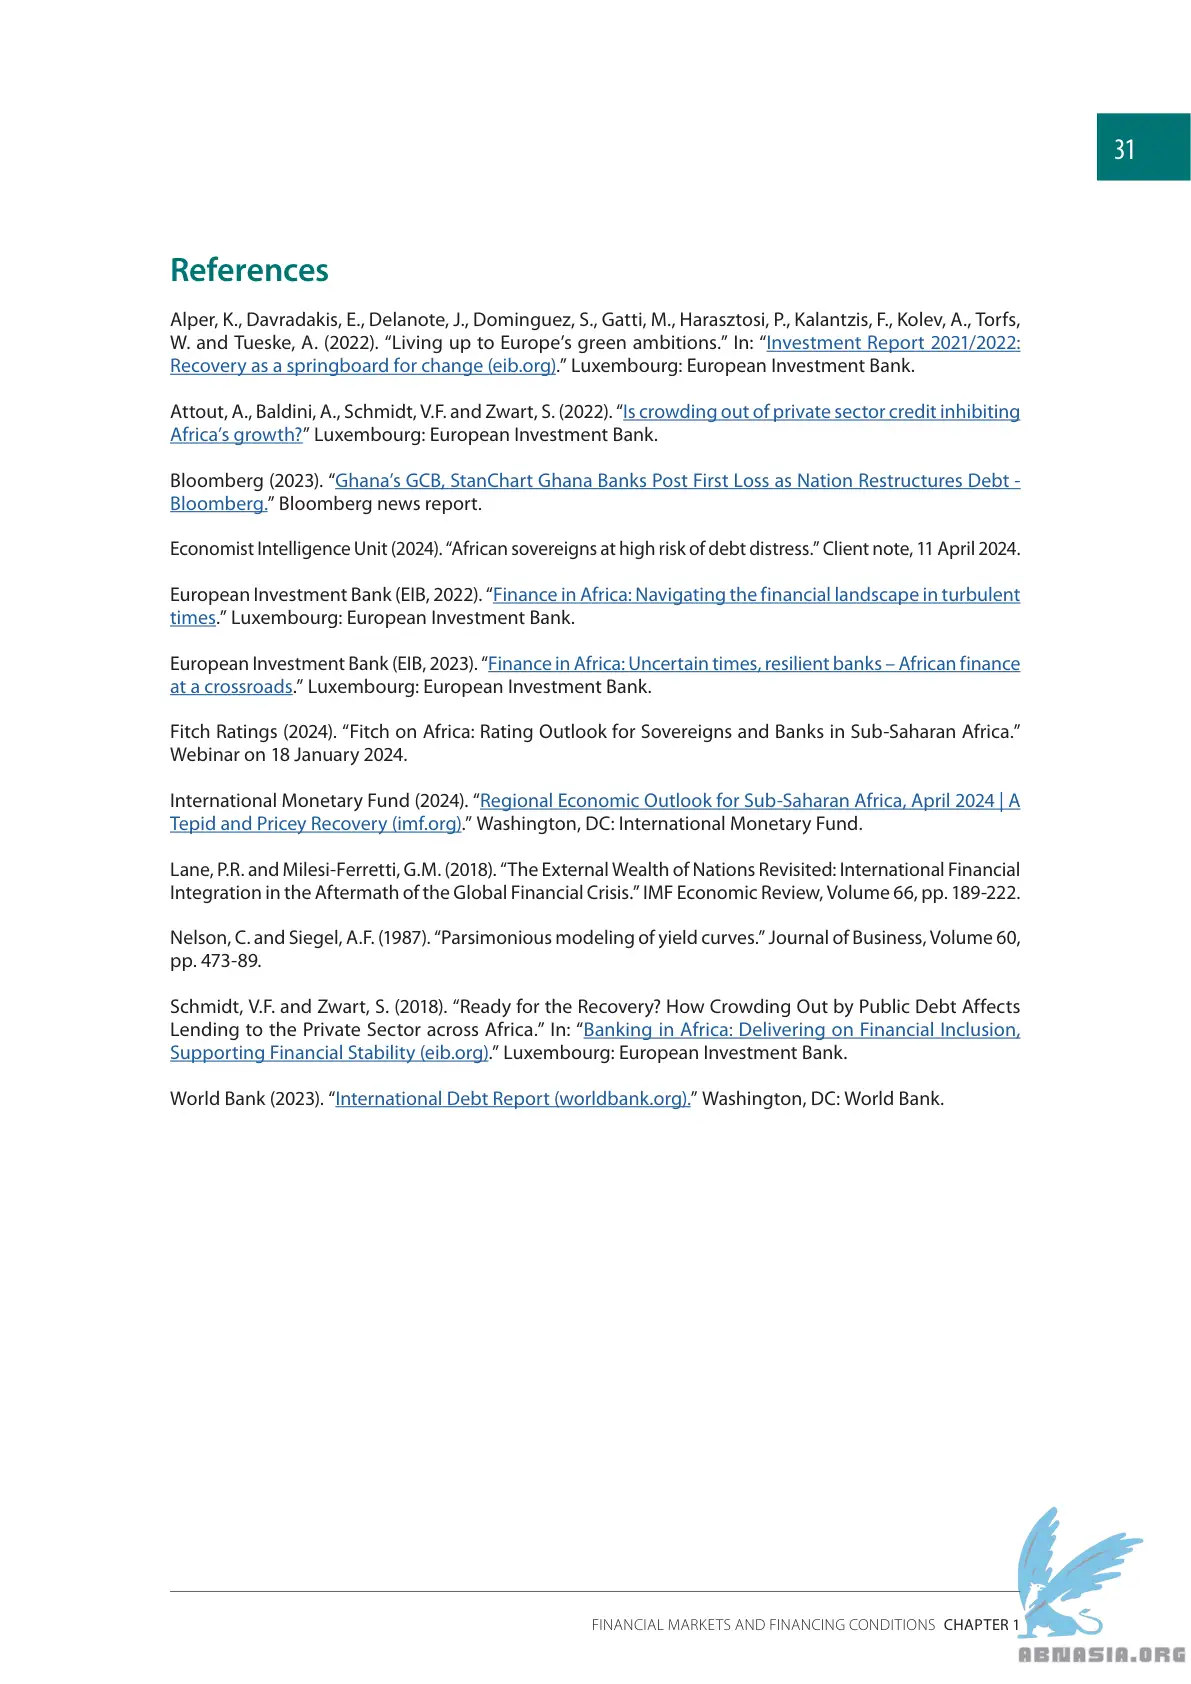 31
References
Alper, K., Davradakis, E., Delanote, J., Dominguez, S., Gatti, M., Harasztosi, P., Kalantzis, F., Kolev, A., Torfs,
W. and Tueske, A. (2022). “Living up to Europe’s green ambitions.” In: “Investment Report 2021/2022:
Recovery as a springboard for change (eib.org).” Luxembourg: European Investment Bank.
Attout, A., Baldini, A., Schmidt, V.F. and Zwart, S. (2022). “Is crowding out of private sector credit inhibiting
Africa’s growth?” Luxembourg: European Investment Bank.
Bloomberg (2023). “Ghana’s GCB, StanChart Ghana Banks Post First Loss as Nation Restructures Debt -
Bloomberg.” Bloomberg news report.
Economist Intelligence Unit (2024). “African sovereigns at high risk of debt distress.” Client note, 11 April 2024.
European Investment Bank (EIB, 2022). “Finance in Africa: Navigating the financial landscape in turbulent
times.” Luxembourg: European Investment Bank.
European Investment Bank (EIB, 2023). “Finance in Africa: Uncertain times, resilient banks – African finance
at a crossroads.” Luxembourg: European Investment Bank.
Fitch Ratings (2024). “Fitch on Africa: Rating Outlook for Sovereigns and Banks in Sub-Saharan Africa.”
Webinar on 18 January 2024.
International Monetary Fund (2024). “Regional Economic Outlook for Sub-Saharan Africa, April 2024 | A
Tepid and Pricey Recovery (imf.org).” Washington, DC: International Monetary Fund.
Lane, P.R. and Milesi-Ferretti, G.M. (2018). “The External Wealth of Nations Revisited: International Financial
Integration in the Aftermath of the Global Financial Crisis.” IMF Economic Review, Volume 66, pp. 189-222.
Nelson, C. and Siegel, A.F. (1987). “Parsimonious modeling of yield curves.” Journal of Business, Volume 60,
pp. 473-89.
Schmidt, V.F. and Zwart, S. (2018). “Ready for the Recovery? How Crowding Out by Public Debt Affects
Lending to the Private Sector across Africa.” In: “Banking in Africa: Delivering on Financial Inclusion,
Supporting Financial Stability (eib.org).” Luxembourg: European Investment Bank.
World Bank (2023). “International Debt Report (worldbank.org).” Washington, DC: World Bank.
FINANCIAL MARKETS AND FINANCING CONDITIONS CHAPTER 1
ABNASIA.ORG